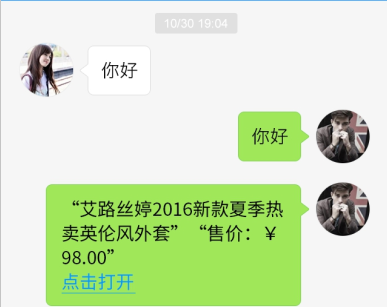 10/30 19:04
你好
你好
“艾路丝婷2016新款夏季热
卖英伦风外套”“售价：￥
98.00”
点击打开